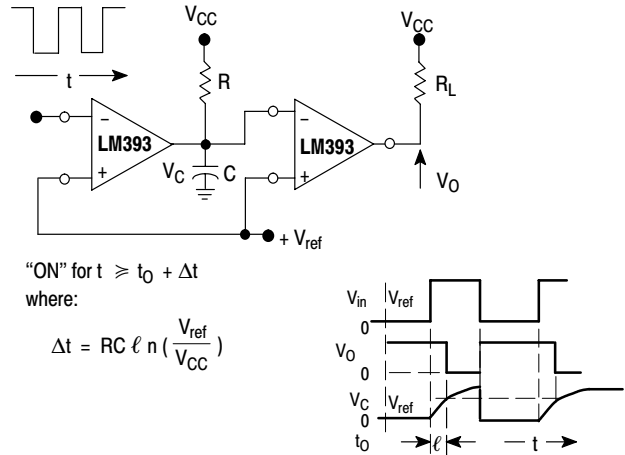 t
V_CC
R
V_CC
R_L
−
LM393
+
V_C
C
−
LM393
+
V_O
+ V_ref
"ON" for t ⩾ t_O + Δt
where:
Δt = RC ℓ n ( V_ref / V_CC )
V_in
V_ref
0
V_O
0
V_C
V_ref
0
t_O
ℓ
t